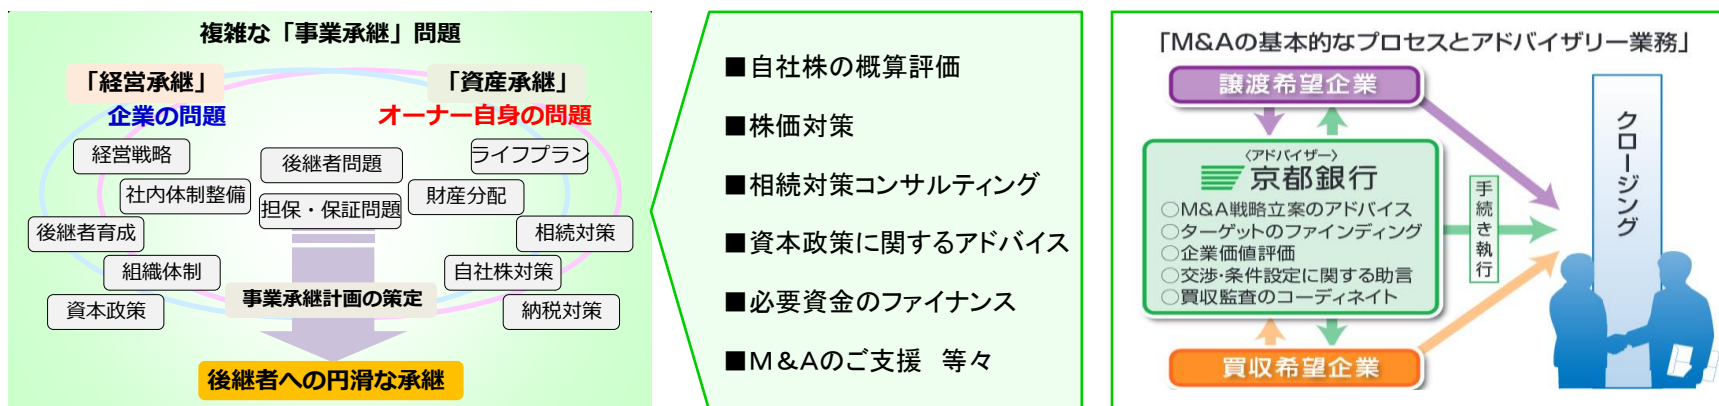 複雑な「事業承継」問題
「経営承継」
「資産承継」
企業の問題
オーナー自身の問題
経営戦略
後継者問題
ライフプラン
社内体制整備
担保・保証問題
財産分配
後継者育成
相続対策
組織体制
自社株対策
資本政策
事業承継計画の策定
納税対策
後継者への円滑な承継
■自社株の概算評価
■株価対策
■相続対策コンサルティング
■資本政策に関するアドバイス
■必要資金のファイナンス
■M&Aのご支援 等々
「M&Aの基本的なプロセスとアドバイザリー業務」
譲渡希望企業
〈アドバイザー〉
京都銀行
○M&A戦略立案のアドバイス
○ターゲットのファインディング
○企業価値評価
○交渉・条件設定に関する助言
○買収監査のコーディネイト
買収希望企業
手続き執行
クロージング